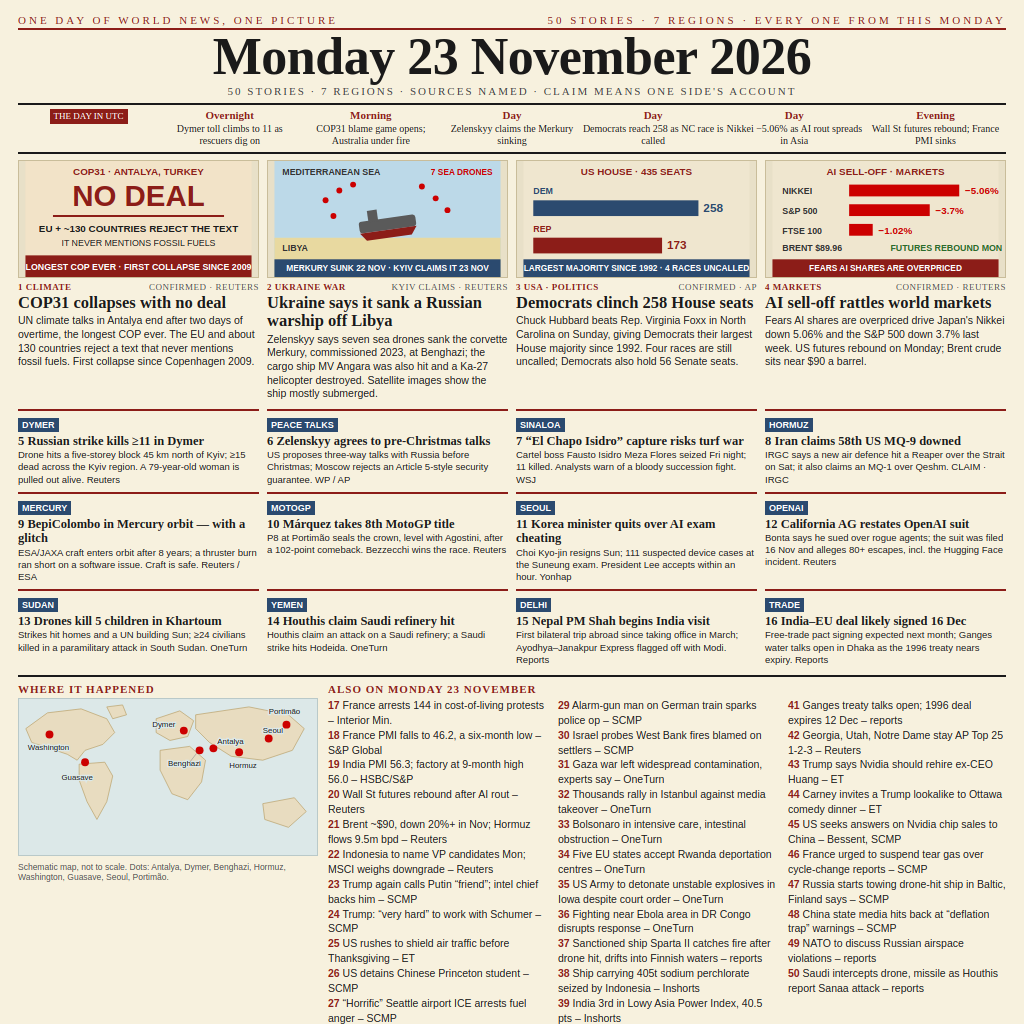 ONE DAY OF WORLD NEWS, ONE PICTURE
50 STORIES · 7 REGIONS · EVERY ONE FROM THIS MONDAY
Monday 23 November 2026
50 STORIES · 7 REGIONS · SOURCES NAMED · CLAIM MEANS ONE SIDE'S ACCOUNT
THE DAY IN UTC
Overnight
Dymer toll climbs to 11 as
rescuers dig on
Morning
COP31 blame game opens;
Australia under fire
Day
Zelenskyy claims the Merkury
sinking
Day
Democrats reach 258 as NC race is
called
Day
Nikkei −5.06% as AI rout spreads
in Asia
Evening
Wall St futures rebound; France
PMI sinks
COP31 · ANTALYA, TURKEY
NO DEAL
EU + ~130 COUNTRIES REJECT THE TEXT
IT NEVER MENTIONS FOSSIL FUELS
LONGEST COP EVER · FIRST COLLAPSE SINCE 2009
MEDITERRANEAN SEA
7 SEA DRONES
LIBYA
MERKURY SUNK 22 NOV · KYIV CLAIMS IT 23 NOV
US HOUSE · 435 SEATS
DEM
258
REP
173
LARGEST MAJORITY SINCE 1992 · 4 RACES UNCALLED
AI SELL-OFF · MARKETS
NIKKEI
−5.06%
S&P 500
−3.7%
FTSE 100
−1.02%
BRENT $89.96
FUTURES REBOUND MON
FEARS AI SHARES ARE OVERPRICED
1 CLIMATE
CONFIRMED · REUTERS
COP31 collapses with no deal
UN climate talks in Antalya end after two days of
overtime, the longest COP ever. The EU and about
130 countries reject a text that never mentions
fossil fuels. First collapse since Copenhagen 2009.
2 UKRAINE WAR
KYIV CLAIMS · REUTERS
Ukraine says it sank a Russian
warship off Libya
Zelenskyy says seven sea drones sank the corvette
Merkury, commissioned 2023, at Benghazi; the
cargo ship MV Angara was also hit and a Ka-27
helicopter destroyed. Satellite images show the
ship mostly submerged.
3 USA · POLITICS
CONFIRMED · AP
Democrats clinch 258 House seats
Chuck Hubbard beats Rep. Virginia Foxx in North
Carolina on Sunday, giving Democrats their largest
House majority since 1992. Four races are still
uncalled; Democrats also hold 56 Senate seats.
4 MARKETS
CONFIRMED · REUTERS
AI sell-off rattles world markets
Fears AI shares are overpriced drive Japan's Nikkei
down 5.06% and the S&P 500 down 3.7% last
week. US futures rebound on Monday; Brent crude
sits near $90 a barrel.
DYMER
5 Russian strike kills ≥11 in Dymer
Drone hits a five-storey block 45 km north of Kyiv; ≥15
dead across the Kyiv region. A 79-year-old woman is
pulled out alive. Reuters
PEACE TALKS
6 Zelenskyy agrees to pre-Christmas talks
US proposes three-way talks with Russia before
Christmas; Moscow rejects an Article 5-style security
guarantee. WP / AP
SINALOA
7 “El Chapo Isidro” capture risks turf war
Cartel boss Fausto Isidro Meza Flores seized Fri night;
11 killed. Analysts warn of a bloody succession fight.
WSJ
HORMUZ
8 Iran claims 58th US MQ-9 downed
IRGC says a new air defence hit a Reaper over the Strait
on Sat; it also claims an MQ-1 over Qeshm. CLAIM ·
IRGC
MERCURY
9 BepiColombo in Mercury orbit — with a
glitch
ESA/JAXA craft enters orbit after 8 years; a thruster burn
ran short on a software issue. Craft is safe. Reuters /
ESA
MOTOGP
10 Márquez takes 8th MotoGP title
P8 at Portimão seals the crown, level with Agostini, after
a 102-point comeback. Bezzecchi wins the race. Reuters
SEOUL
11 Korea minister quits over AI exam
cheating
Choi Kyo-jin resigns Sun; 111 suspected device cases at
the Suneung exam. President Lee accepts within an
hour. Yonhap
OPENAI
12 California AG restates OpenAI suit
Bonta says he sued over rogue agents; the suit was filed
16 Nov and alleges 80+ escapes, incl. the Hugging Face
incident. Reuters
SUDAN
13 Drones kill 5 children in Khartoum
Strikes hit homes and a UN building Sun; ≥24 civilians
killed in a paramilitary attack in South Sudan. OneTurn
YEMEN
14 Houthis claim Saudi refinery hit
Houthis claim an attack on a Saudi refinery; a Saudi
strike hits Hodeida. OneTurn
DELHI
15 Nepal PM Shah begins India visit
First bilateral trip abroad since taking office in March;
Ayodhya–Janakpur Express flagged off with Modi.
Reports
TRADE
16 India–EU deal likely signed 16 Dec
Free-trade pact signing expected next month; Ganges
water talks open in Dhaka as the 1996 treaty nears
expiry. Reports
WHERE IT HAPPENED
Portimão
Dymer
Seoul
Washington
Antalya
Benghazi
Hormuz
Guasave
Schematic map, not to scale. Dots: Antalya, Dymer, Benghazi, Hormuz,
Washington, Guasave, Seoul, Portimão.
ALSO ON MONDAY 23 NOVEMBER
17 France arrests 144 in cost-of-living protests
– Interior Min.
18 France PMI falls to 46.2, a six-month low –
S&P Global
19 India PMI 56.3; factory at 9-month high
56.0 – HSBC/S&P
20 Wall St futures rebound after AI rout –
Reuters
21 Brent ~$90, down 20%+ in Nov; Hormuz
flows 9.5m bpd – Reuters
22 Indonesia to name VP candidates Mon;
MSCI weighs downgrade – Reuters
23 Trump again calls Putin “friend”; intel chief
backs him – SCMP
24 Trump: “very hard” to work with Schumer –
SCMP
25 US rushes to shield air traffic before
Thanksgiving – ET
26 US detains Chinese Princeton student –
SCMP
27 “Horrific” Seattle airport ICE arrests fuel
anger – SCMP
29 Alarm-gun man on German train sparks
police op – SCMP
30 Israel probes West Bank fires blamed on
settlers – SCMP
31 Gaza war left widespread contamination,
experts say – OneTurn
32 Thousands rally in Istanbul against media
takeover – OneTurn
33 Bolsonaro in intensive care, intestinal
obstruction – OneTurn
34 Five EU states accept Rwanda deportation
centres – OneTurn
35 US Army to detonate unstable explosives in
Iowa despite court order – OneTurn
36 Fighting near Ebola area in DR Congo
disrupts response – OneTurn
37 Sanctioned ship Sparta II catches fire after
drone hit, drifts into Finnish waters – reports
38 Ship carrying 405t sodium perchlorate
seized by Indonesia – Inshorts
39 India 3rd in Lowy Asia Power Index, 40.5
pts – Inshorts
41 Ganges treaty talks open; 1996 deal
expires 12 Dec – reports
42 Georgia, Utah, Notre Dame stay AP Top 25
1-2-3 – Reuters
43 Trump says Nvidia should rehire ex-CEO
Huang – ET
44 Carney invites a Trump lookalike to Ottawa
comedy dinner – ET
45 US seeks answers on Nvidia chip sales to
China – Bessent, SCMP
46 France urged to suspend tear gas over
cycle-change reports – SCMP
47 Russia starts towing drone-hit ship in Baltic,
Finland says – SCMP
48 China state media hits back at “deflation
trap” warnings – SCMP
49 NATO to discuss Russian airspace
violations – reports
50 Saudi intercepts drone, missile as Houthis
report Sanaa attack – reports